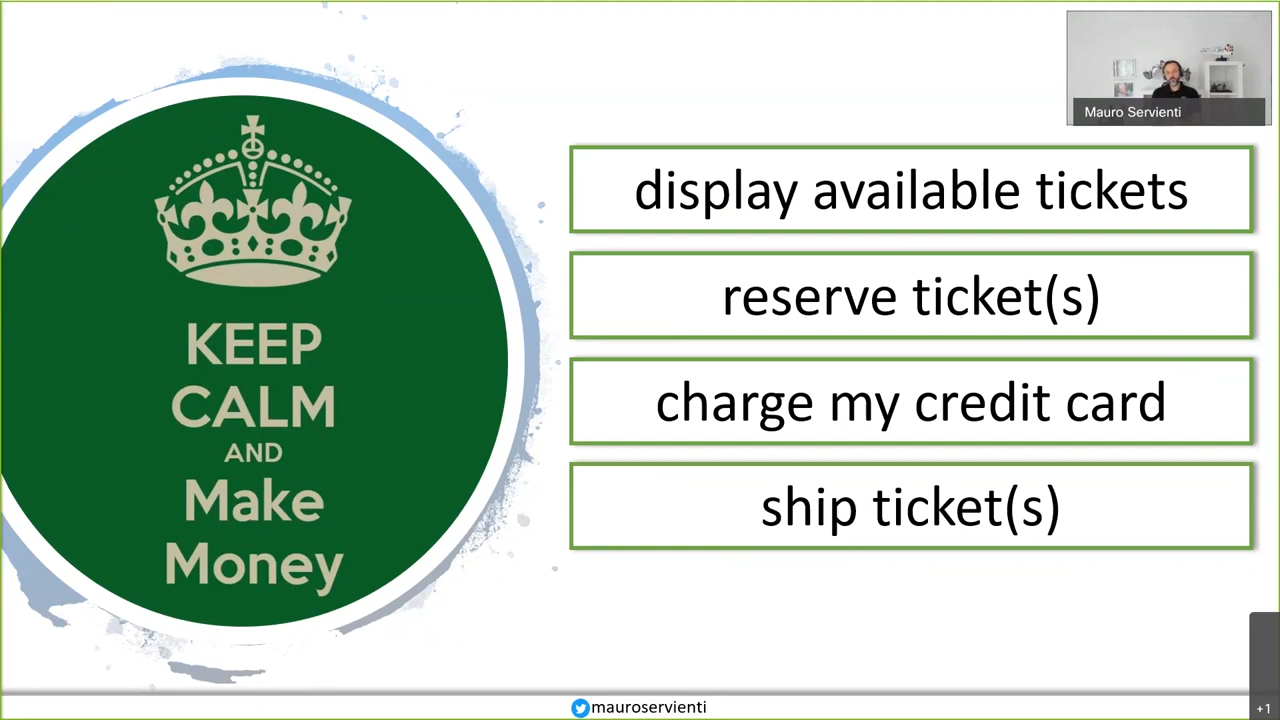 Mauro Servienti
KEEP
CALM
AND
Make
Money
display available tickets
reserve ticket(s)
charge my credit card
ship ticket(s)
mauroservienti
+1